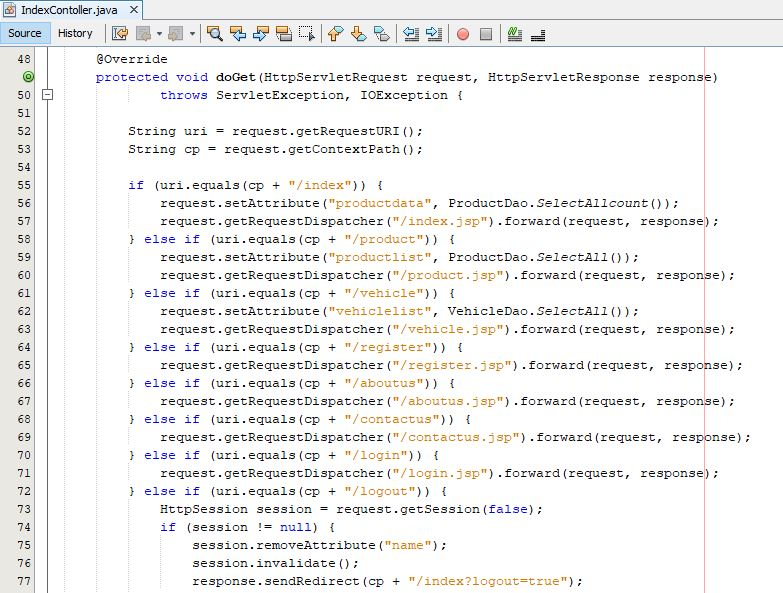 IndexContoller.java
Source History
48 @Override
protected void doGet(HttpServletRequest request, HttpServletResponse response)
50 throws ServletException, IOException {
51
52 String uri = request.getRequestURI();
53 String cp = request.getContextPath();
54
55 if (uri.equals(cp + "/index")) {
56 request.setAttribute("productdata", ProductDao.SelectAllcount());
57 request.getRequestDispatcher("/index.jsp").forward(request, response);
58 } else if (uri.equals(cp + "/product")) {
59 request.setAttribute("productlist", ProductDao.SelectAll());
60 request.getRequestDispatcher("/product.jsp").forward(request, response);
61 } else if (uri.equals(cp + "/vehicle")) {
62 request.setAttribute("vehiclelist", VehicleDao.SelectAll());
63 request.getRequestDispatcher("/vehicle.jsp").forward(request, response);
64 } else if (uri.equals(cp + "/register")) {
65 request.getRequestDispatcher("/register.jsp").forward(request, response);
66 } else if (uri.equals(cp + "/aboutus")) {
67 request.getRequestDispatcher("/aboutus.jsp").forward(request, response);
68 } else if (uri.equals(cp + "/contactus")) {
69 request.getRequestDispatcher("/contactus.jsp").forward(request, response);
70 } else if (uri.equals(cp + "/login")) {
71 request.getRequestDispatcher("/login.jsp").forward(request, response);
72 } else if (uri.equals(cp + "/logout")) {
73 HttpSession session = request.getSession(false);
74 if (session != null) {
75 session.removeAttribute("name");
76 session.invalidate();
77 response.sendRedirect(cp + "/index?logout=true");